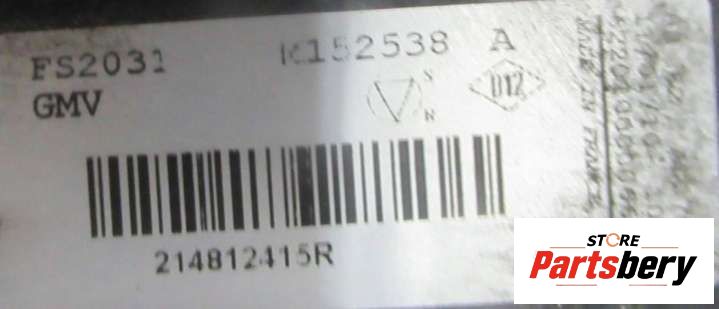 FS2031 K152538 A
GMV
S
N
D12
214812415R
MADE IN FRANCE
STORE
Partsbery